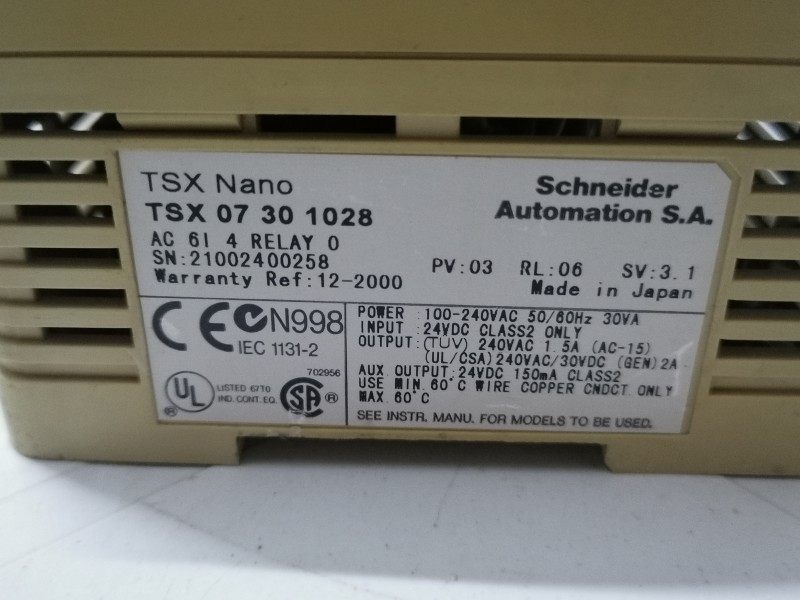 TSX Nano
TSX 07 30 1028
AC 6I 4 RELAY O
SN:21002400258
Warranty Ref:12-2000
Schneider
Automation S.A.
PV:03 RL:06 SV:3.1
Made in Japan
CE N998
IEC 1131-2
702956
UL LISTED 67T0
IND.CONT.EQ.
SA
®
®
POWER :100-240VAC 50/60Hz 30VA
INPUT :24VDC CLASS2 ONLY
OUTPUT:(TUV) 240VAC 1.5A (AC-15)
(UL/CSA)240VAC/30VDC (GEN)2A
AUX.OUTPUT:24VDC 150mA CLASS2
USE MIN.60°C WIRE COPPER CNDCT ONLY
MAX.60°C
SEE INSTR. MANU. FOR MODELS TO BE USED.